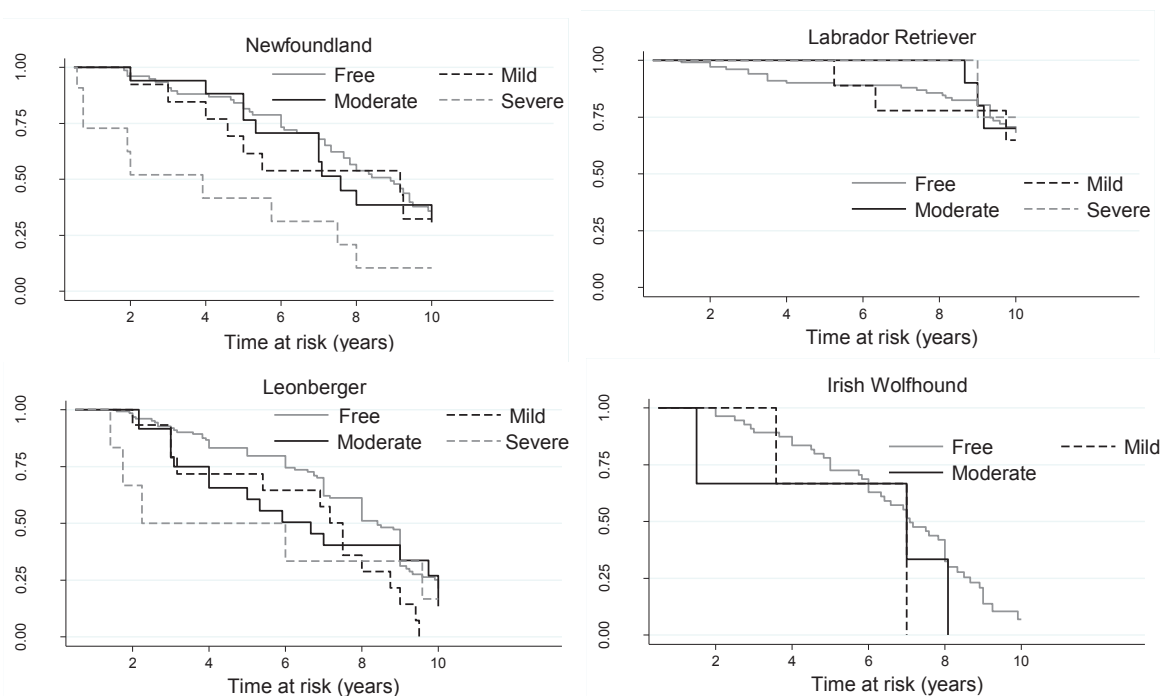 Newfoundland
Free Mild
Moderate Severe
1.00
0.75
0.50
0.25
0.00
2 4 6 8 10
Time at risk (years)
Labrador Retriever
1.00
0.75
0.50
0.25
0.00
Free Mild
Moderate Severe
2 4 6 8 10
Time at risk (years)
Leonberger
Free Mild
Moderate Severe
1.00
0.75
0.50
0.25
0.00
2 4 6 8 10
Time at risk (years)
Irish Wolfhound
1.00
Free Mild
Moderate
0.75
0.50
0.25
0.00
2 4 6 8 10
Time at risk (years)